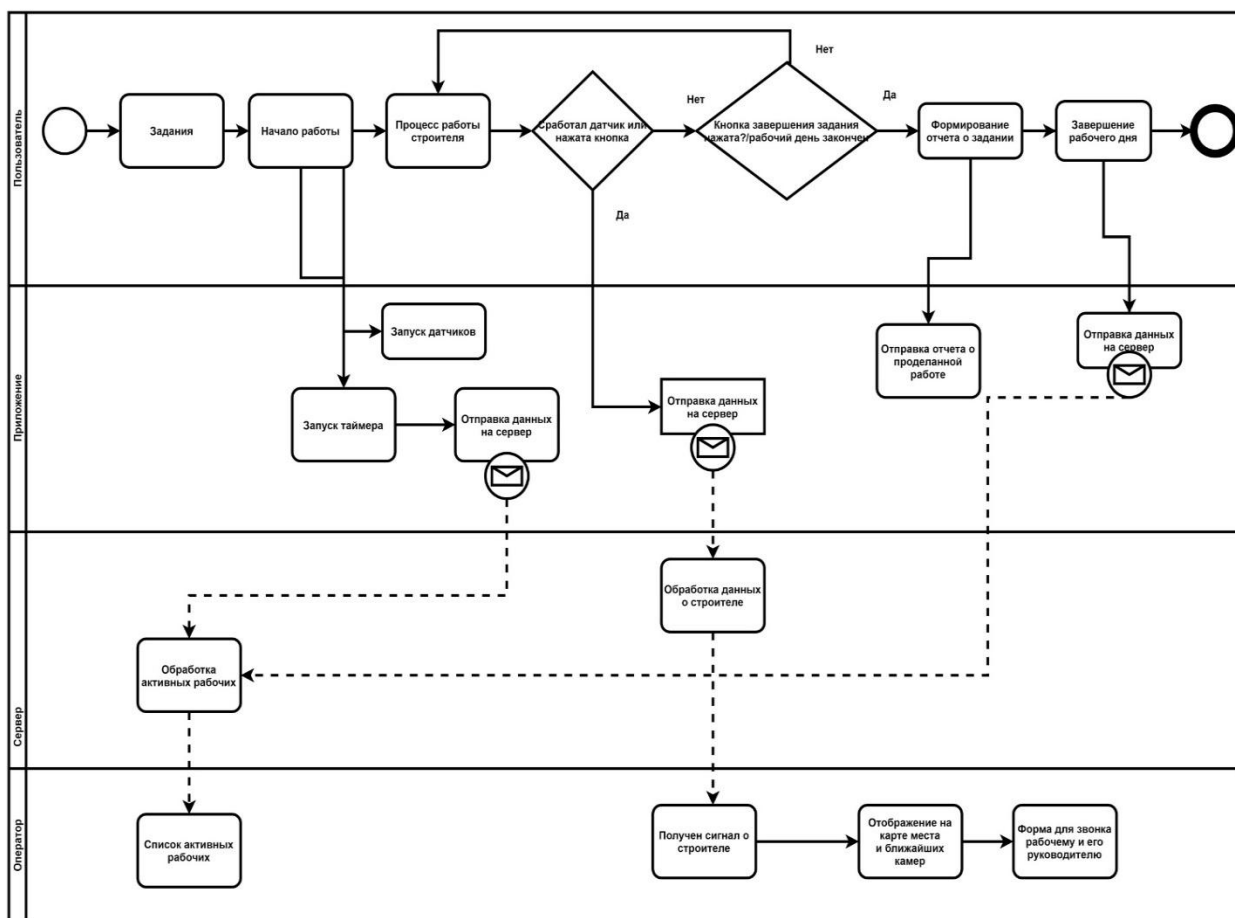 Пользователь
Нет
Задания
Начало работы
Процесс работы
строителя
Сработал датчик или
нажата кнопка
Нет
Кнопка завершения задания
нажата?/рабочий день закончен
Да
Формирование
отчета о задании
Завершение
рабочего дня
Да
Приложение
Запуск датчиков
Запуск таймера
Отправка данных
на сервер
Отправка данных
на сервер
Отправка отчета о
проделанной
работе
Отправка данных
на сервер
Сервер
Обработка данных
о строителе
Обработка
активных рабочих
Оператор
Список активных
рабочих
Получен сигнал о
строителе
Отображение на
карте места
и ближайших
камер
Форма для звонка
рабочему и его
руководителю